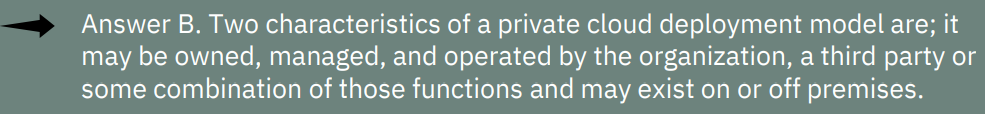 Answer B. Two characteristics of a private cloud deployment model are; it
may be owned, managed, and operated by the organization, a third party or
some combination of those functions and may exist on or off premises.